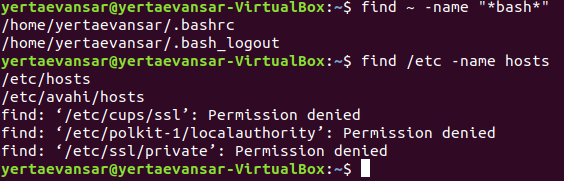 yertaevansar@yertaevansar-VirtualBox:~$ find ~ -name "*bash*"
/home/yertaevansar/.bashrc
/home/yertaevansar/.bash_logout
yertaevansar@yertaevansar-VirtualBox:~$ find /etc -name hosts
/etc/hosts
/etc/avahi/hosts
find: ‘/etc/cups/ssl’: Permission denied
find: ‘/etc/polkit-1/localauthority’: Permission denied
find: ‘/etc/ssl/private’: Permission denied
yertaevansar@yertaevansar-VirtualBox:~$